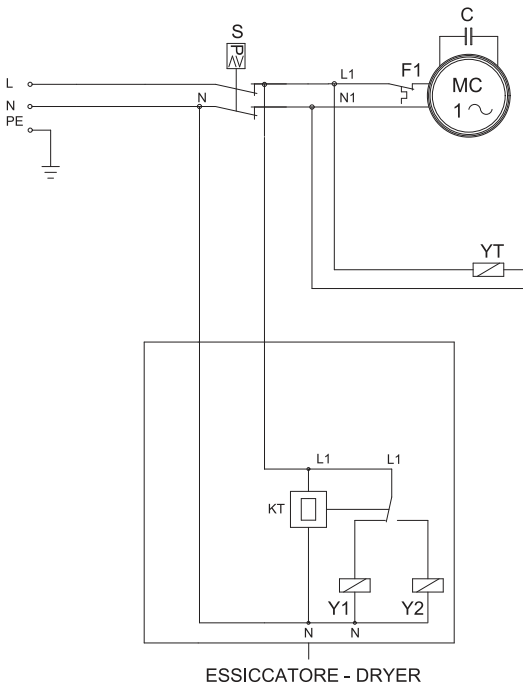 C
S
P
L1
F1
MC
1
L
N
N
N1
PE
YT
L1
L1
KT
Y1
Y2
N
N
ESSICCATORE - DRYER